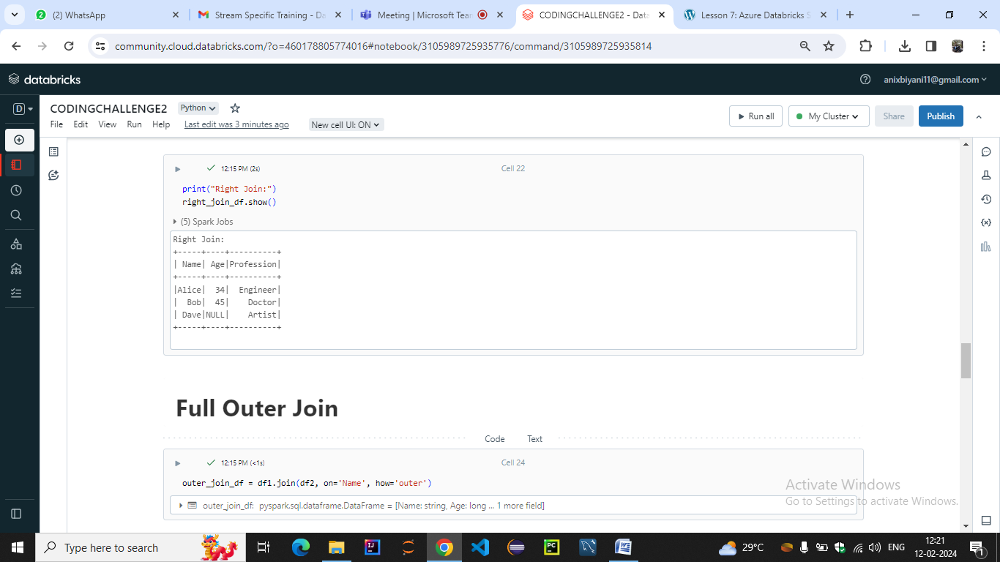 (2) WhatsApp
Stream Specific Training - Da
Meeting | Microsoft Tear
CODINGCHALLENGE2 - Data
Lesson 7: Azure Databricks S
community.cloud.databricks.com/?o=460178805774016#notebook/3105989725935776/command/3105989725935814
databricks
anixbiyani11@gmail.com
D
CODINGCHALLENGE2
Python
Run all
My Cluster
Share
Publish
File Edit View Run Help
Last edit was 3 minutes ago
New cell UI: ON
12:15 PM (2s)
Cell 22
print("Right Join:")
right_join_df.show()
(5) Spark Jobs
Right Join:
+-----+----+----------+
| Name| Age|Profession|
+-----+----+----------+
|Alice|  34|  Engineer|
|  Bob|  45|    Doctor|
| Dave|NULL|    Artist|
+-----+----+----------+
Full Outer Join
Code
Text
12:15 PM (<1s)
Cell 24
outer_join_df = df1.join(df2, on='Name', how='outer')
outer_join_df: pyspark.sql.dataframe.DataFrame = [Name: string, Age: long ... 1 more field]
Activate Windows
Go to Settings to activate Windows.
Type here to search
29°C
ENG
12:21
12-02-2024
1